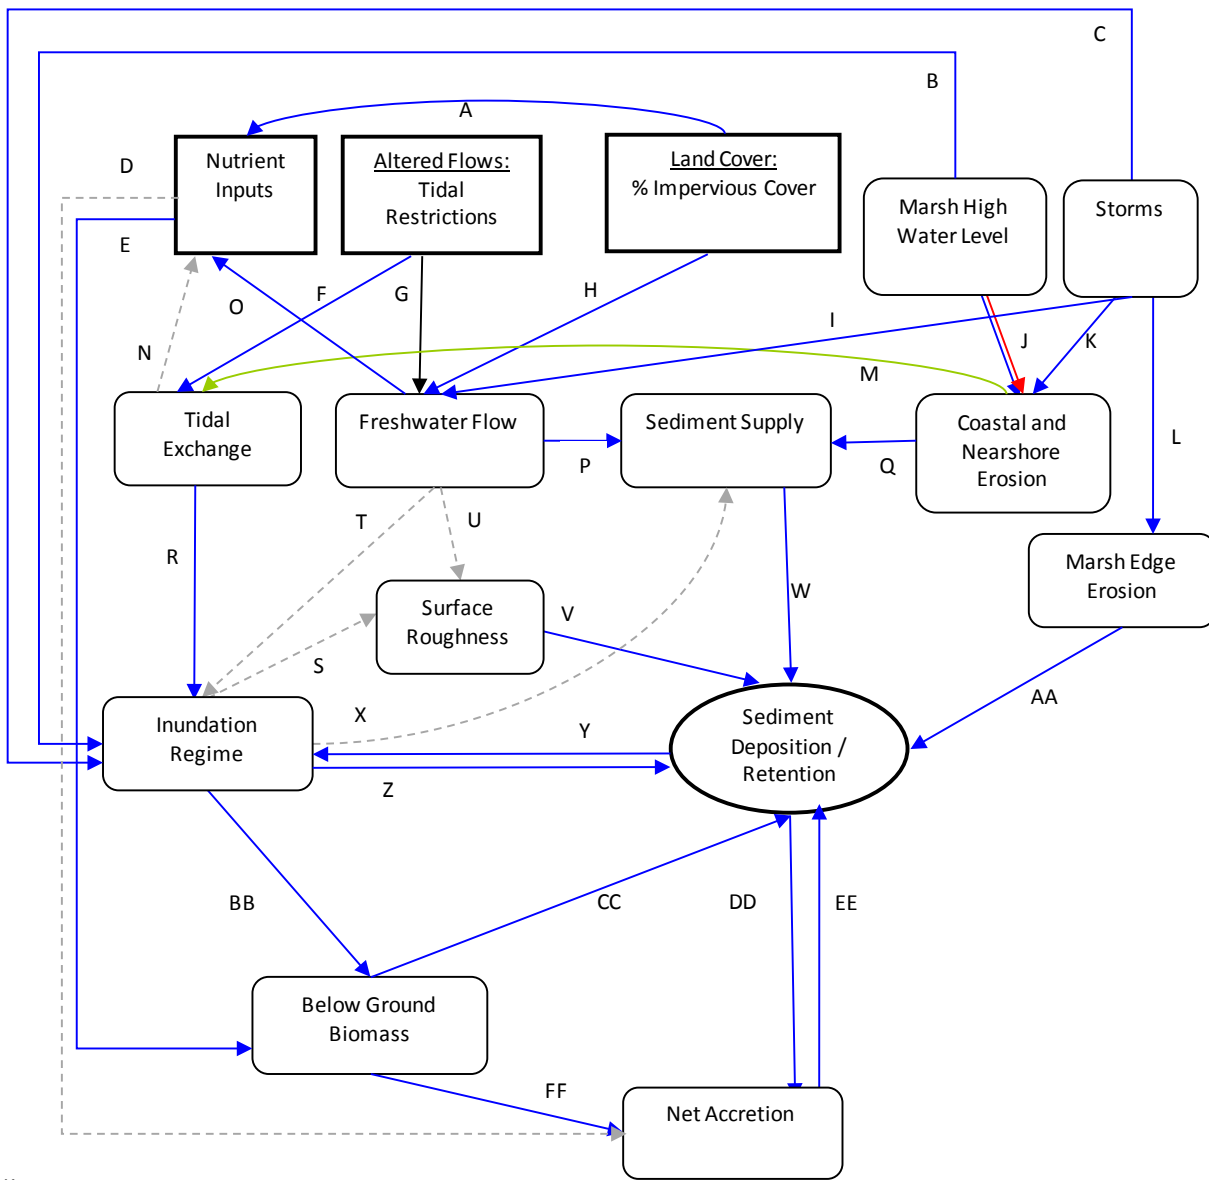 C
B
A
D
Nutrient
Inputs
Altered Flows:
Tidal
Restrictions
Land Cover:
% Impervious Cover
Marsh High
Water Level
Storms
E
O
F
G
H
I
J
K
N
M
Tidal
Exchange
Freshwater Flow
Sediment Supply
Coastal and
Nearshore
Erosion
P
Q
L
T
U
R
Marsh Edge
Erosion
Surface
Roughness
V
W
S
X
AA
Inundation
Regime
Y
Z
Sediment
Deposition /
Retention
BB
CC
DD
EE
Below Ground
Biomass
FF
Net Accretion